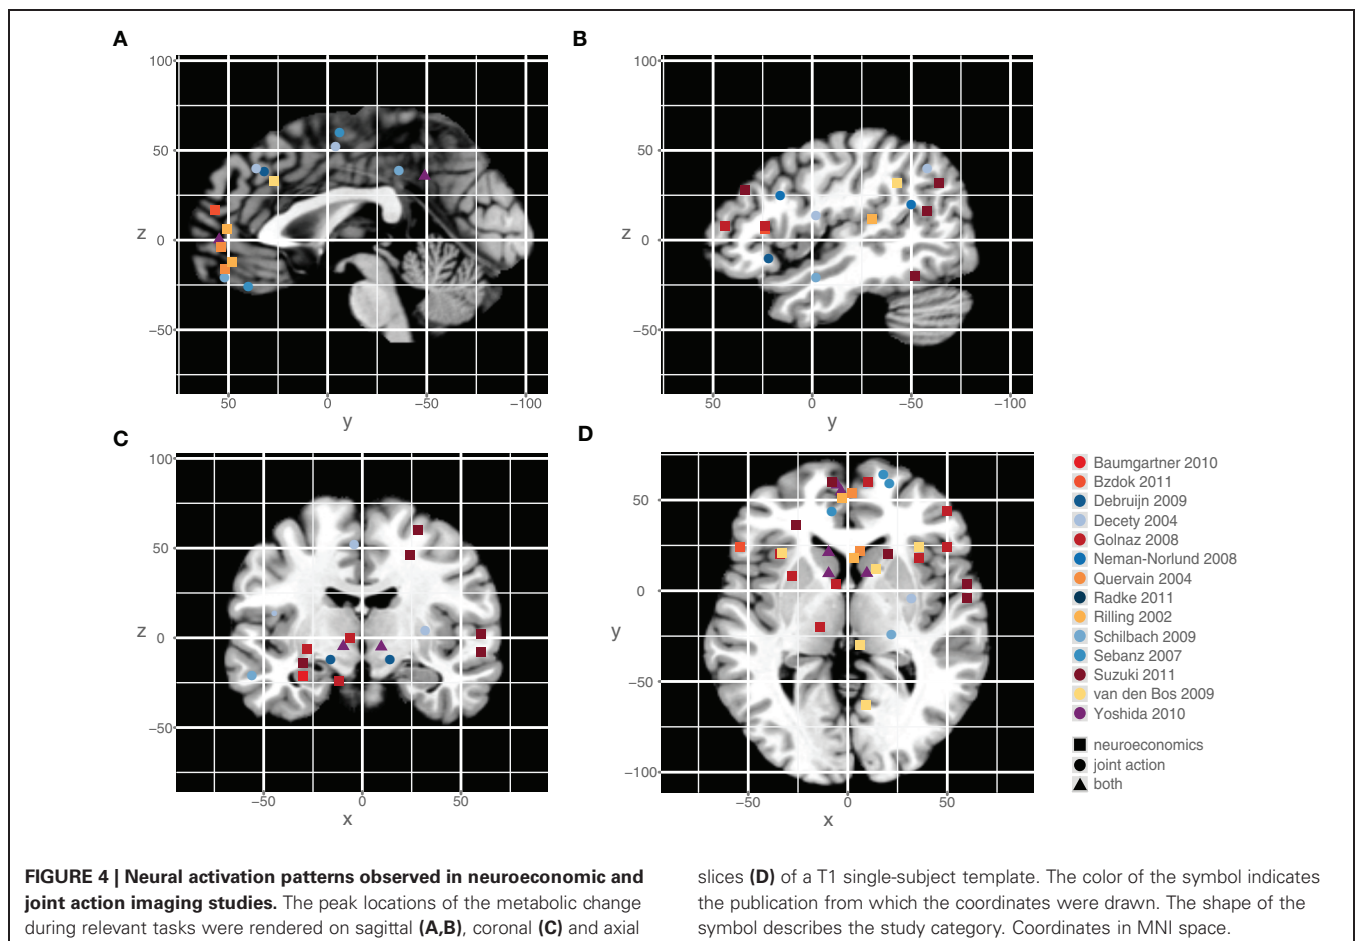 A
100
50
0
−50
z
50
0
−50
−100
y
B
100
50
0
−50
z
50
0
−50
−100
y
C
100
50
0
−50
z
−50
0
50
x
D
50
0
−50
−100
y
−50
0
50
x
Baumgartner 2010
Bzdok 2011
Debruijn 2009
Decety 2004
Golnaz 2008
Neman-Norlund 2008
Quervain 2004
Radke 2011
Rilling 2002
Schilbach 2009
Sebanz 2007
Suzuki 2011
van den Bos 2009
Yoshida 2010
neuroeconomics
joint action
both
FIGURE 4 | Neural activation patterns observed in neuroeconomic and
joint action imaging studies. The peak locations of the metabolic change
during relevant tasks were rendered on sagittal (A,B), coronal (C) and axial
slices (D) of a T1 single-subject template. The color of the symbol indicates
the publication from which the coordinates were drawn. The shape of the
symbol describes the study category. Coordinates in MNI space.